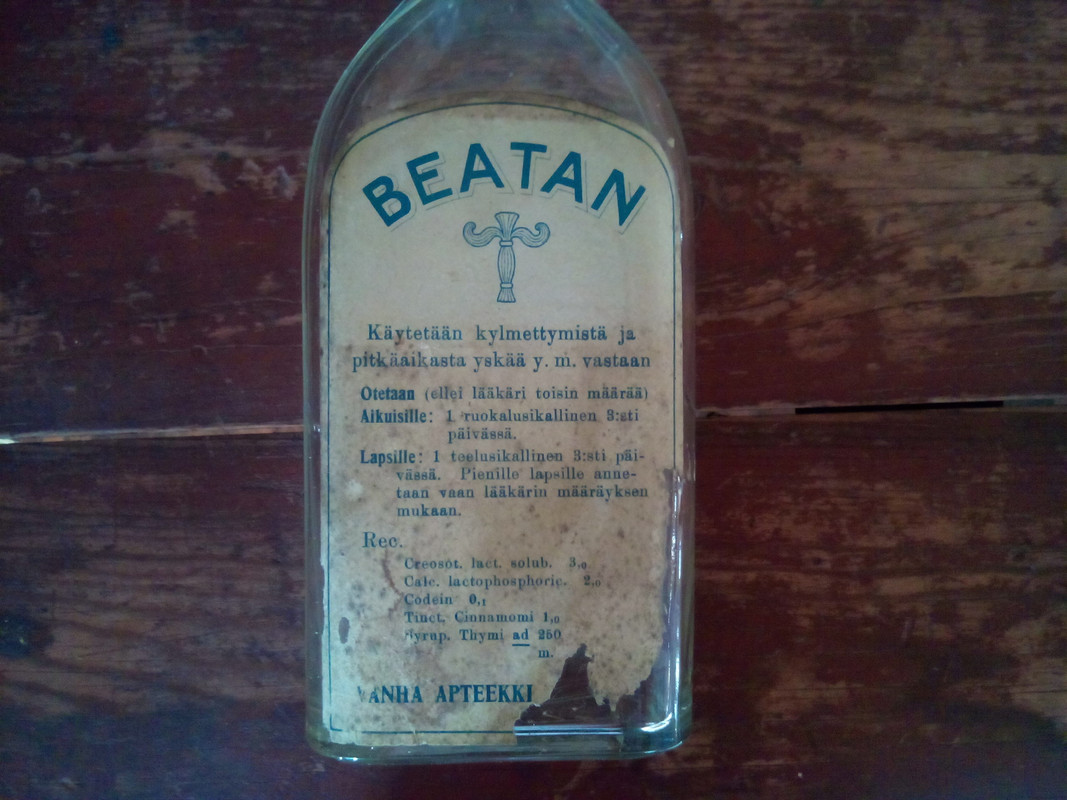 BEATAN
Käytetään kylmettymistä ja
pitkäaikasta yskää y. m. vastaan
Otetaan (ellei lääkäri toisin määrää)
Aikuisille: 1 ruokalusikallinen 3:sti
päivässä.
Lapsille: 1 teelusikallinen 3:sti päi-
vässä. Pienille lapsille anne-
taan vaan lääkärin määräyksen
mukaan.
Rec.
Creosot. lact. solub. 3,0
Calc. lactophosphoric. 2,0
Codein 0,1
Tinct. Cinnamomi 1,0
Syrup. Thymi ad 250
m.
VANHA APTEEKKI